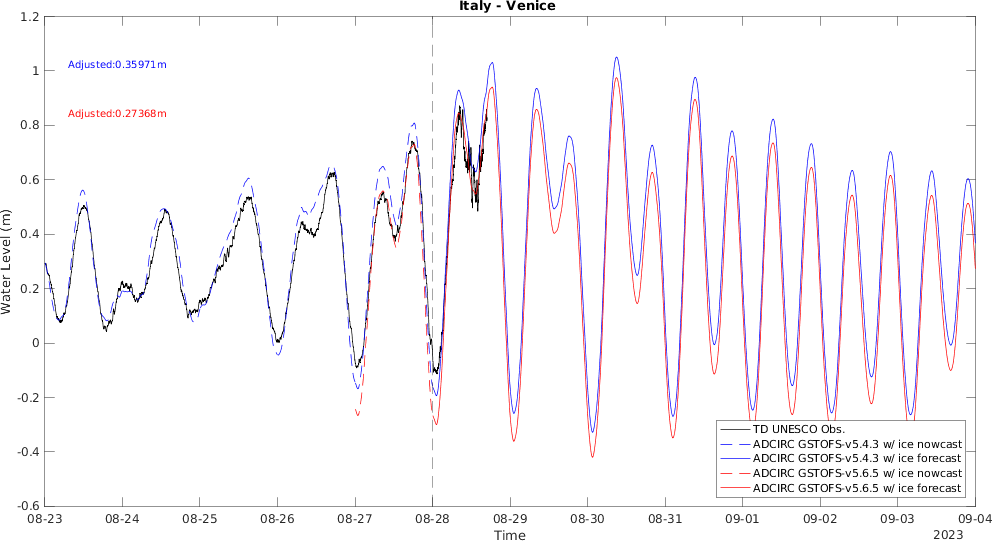 Italy - Venice
1.2
1
0.8
0.6
0.4
0.2
0
-0.2
-0.4
-0.6
Water Level (m)
Adjusted:0.35971m
Adjusted:0.27368m
TD UNESCO Obs.
ADCIRC GSTOFS-v5.4.3 w/ ice nowcast
ADCIRC GSTOFS-v5.4.3 w/ ice forecast
ADCIRC GSTOFS-v5.6.5 w/ ice nowcast
ADCIRC GSTOFS-v5.6.5 w/ ice forecast
08-23 08-24 08-25 08-26 08-27 08-28 08-29 08-30 08-31 09-01 09-02 09-03 09-04
Time
2023